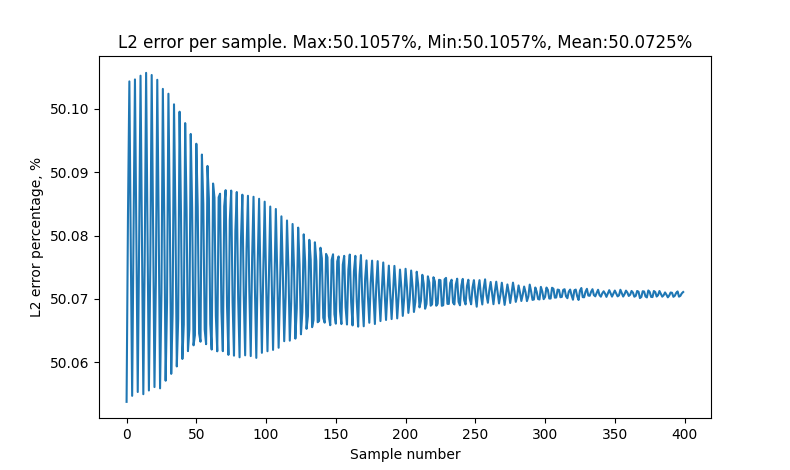 L2 error per sample. Max:50.1057%, Min:50.1057%, Mean:50.0725%
50.10
50.09
50.08
50.07
50.06
L2 error percentage, %
0 50 100 150 200 250 300 350 400
Sample number